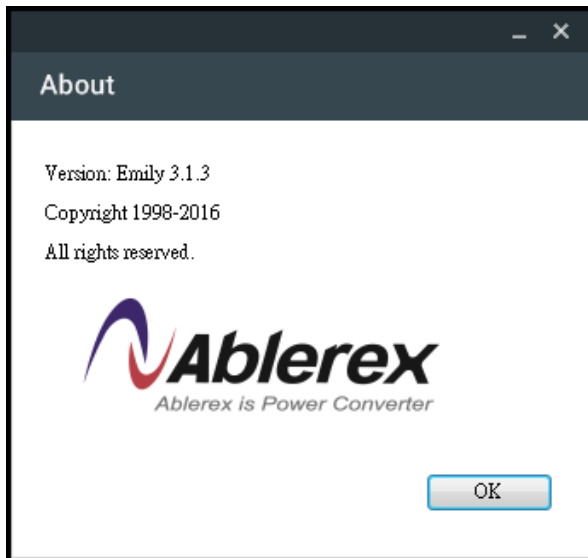 About
Version: Emily 3.1.3
Copyright 1998-2016
All rights reserved.
Ablerex
Ablerex is Power Converter
OK